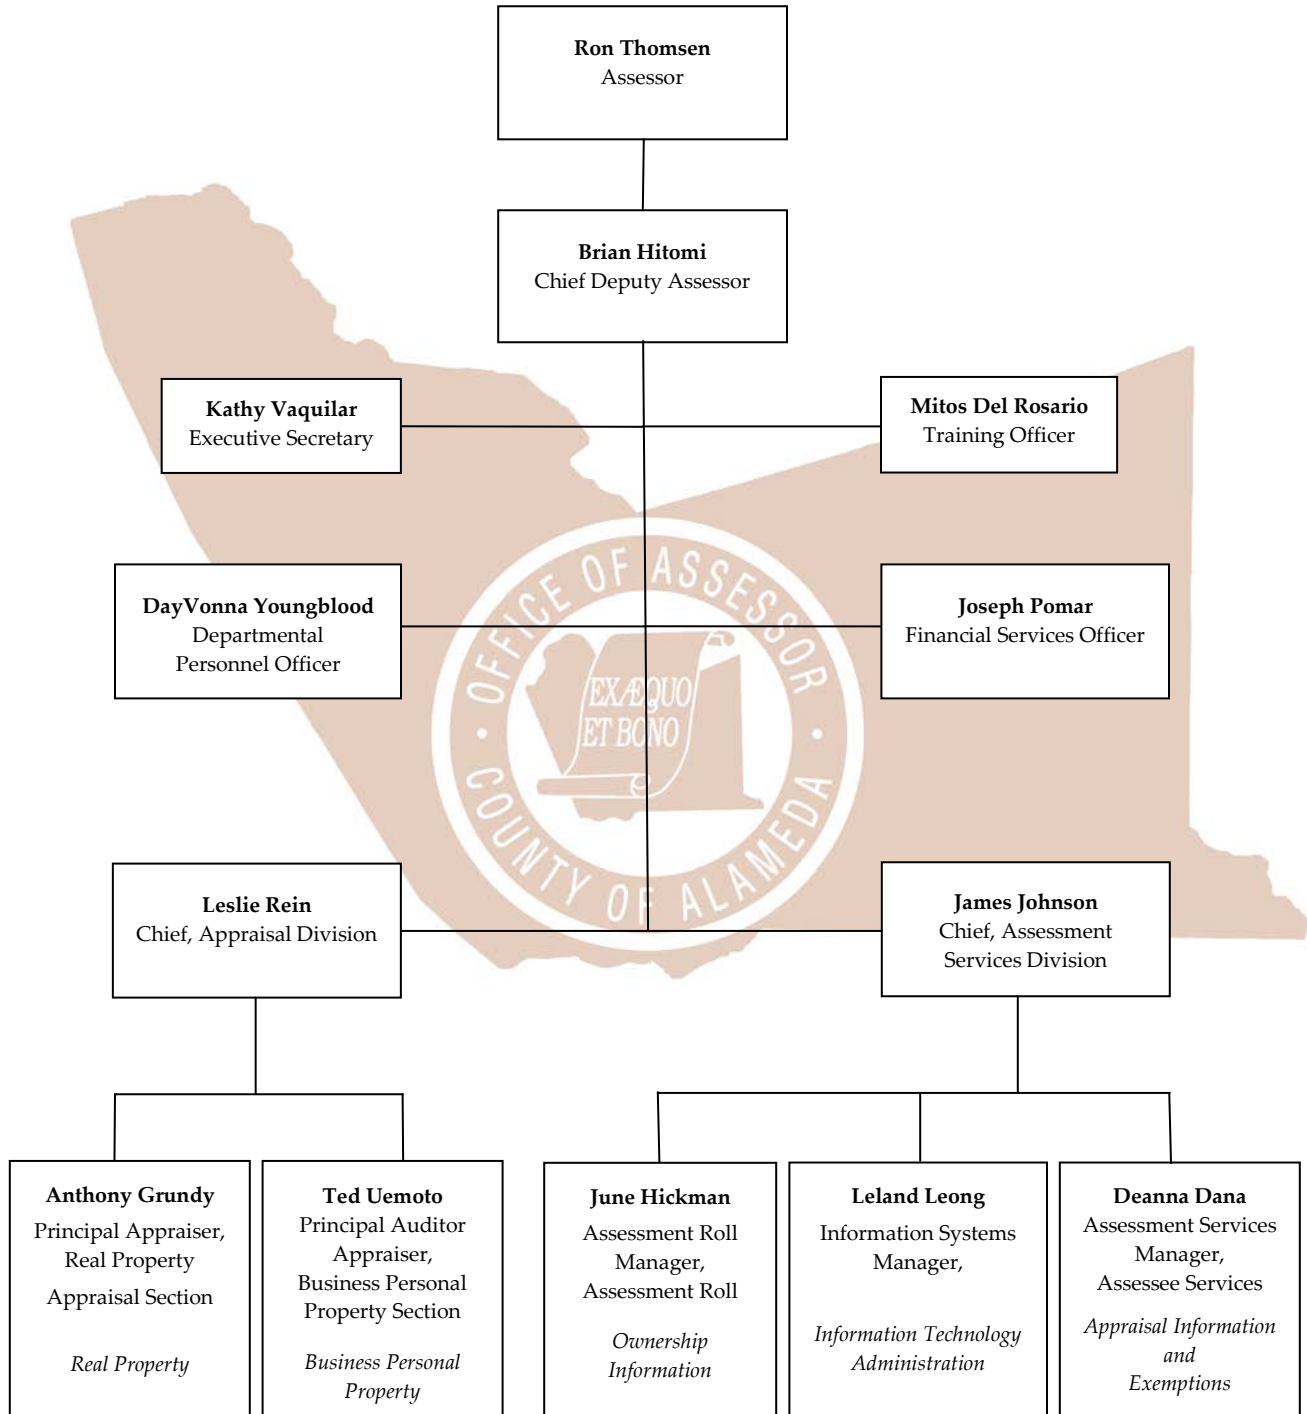 Ron Thomsen
Assessor
Brian Hitomi
Chief Deputy Assessor
Kathy Vaquilar
Executive Secretary
Mitos Del Rosario
Training Officer
DayVonna Youngblood
Departmental
Personnel Officer
Joseph Pomar
Financial Services Officer
OFFICE OF ASSESSOR
COUNTY OF ALAMEDA
EXÆQUO
ET BONO
Leslie Rein
Chief, Appraisal Division
James Johnson
Chief, Assessment
Services Division
Anthony Grundy
Principal Appraiser,
Real Property
Appraisal Section
Real Property
Ted Uemoto
Principal Auditor
Appraiser,
Business Personal
Property Section
Business Personal
Property
June Hickman
Assessment Roll
Manager,
Assessment Roll
Ownership
Information
Leland Leong
Information Systems
Manager,
Information Technology
Administration
Deanna Dana
Assessment Services
Manager,
Assessee Services
Appraisal Information
and
Exemptions